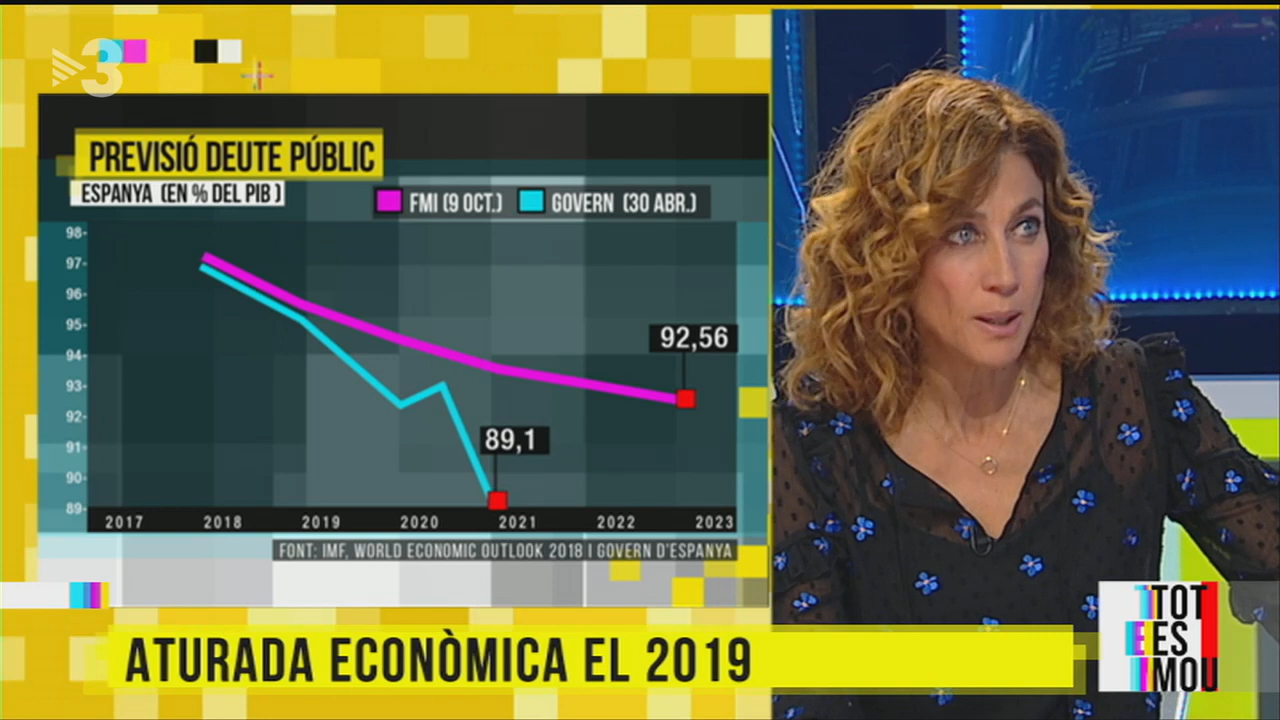 3
PREVISIÓ DEUTE PÚBLIC
ESPANYA (EN % DEL PIB )
FMI (9 OCT.) GOVERN (30 ABR.)
98-
97-
96-
95-
94-
93-
92-
91-
90-
89-
92,56
89,1
2017 2018 2019 2020 2021 2022 2023
FONT: IMF, WORLD ECONOMIC OUTLOOK 2018 I GOVERN D'ESPANYA
ATURADA ECONÒMICA EL 2019
TOT
ES
MOU